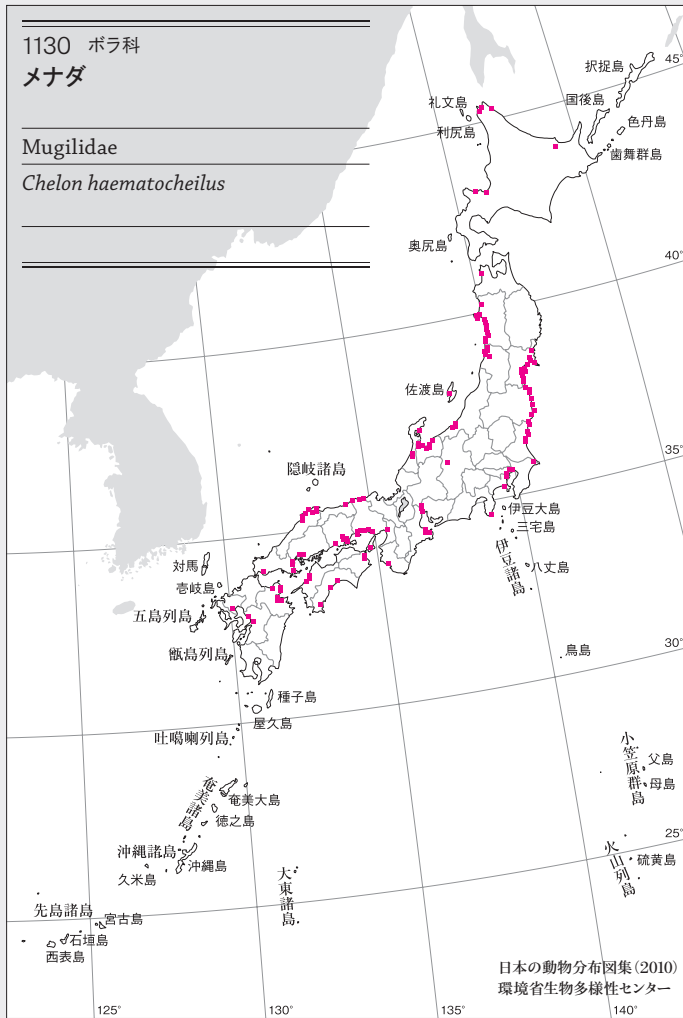 1130 ボラ科
メナダ
Mugilidae
Chelon haematocheilus
択捉島
45°
国後島
礼文島
色丹島
利尻島
歯舞群島
奥尻島
40°
佐渡島
35°
隠岐諸島
伊豆大島
三宅島
対馬
伊豆諸島
八丈島
壱岐島
五島列島
甑島列島
鳥島
30°
種子島
屋久島
吐噶喇列島
小笠原群島
父島
母島
奄美諸島
奄美大島
徳之島
25°
沖縄諸島
沖縄島
火山列島
硫黄島
久米島
大東諸島
先島諸島
宮古島
石垣島
西表島
日本の動物分布図集(2010)
環境省生物多様性センター
125°
130°
135°
140°